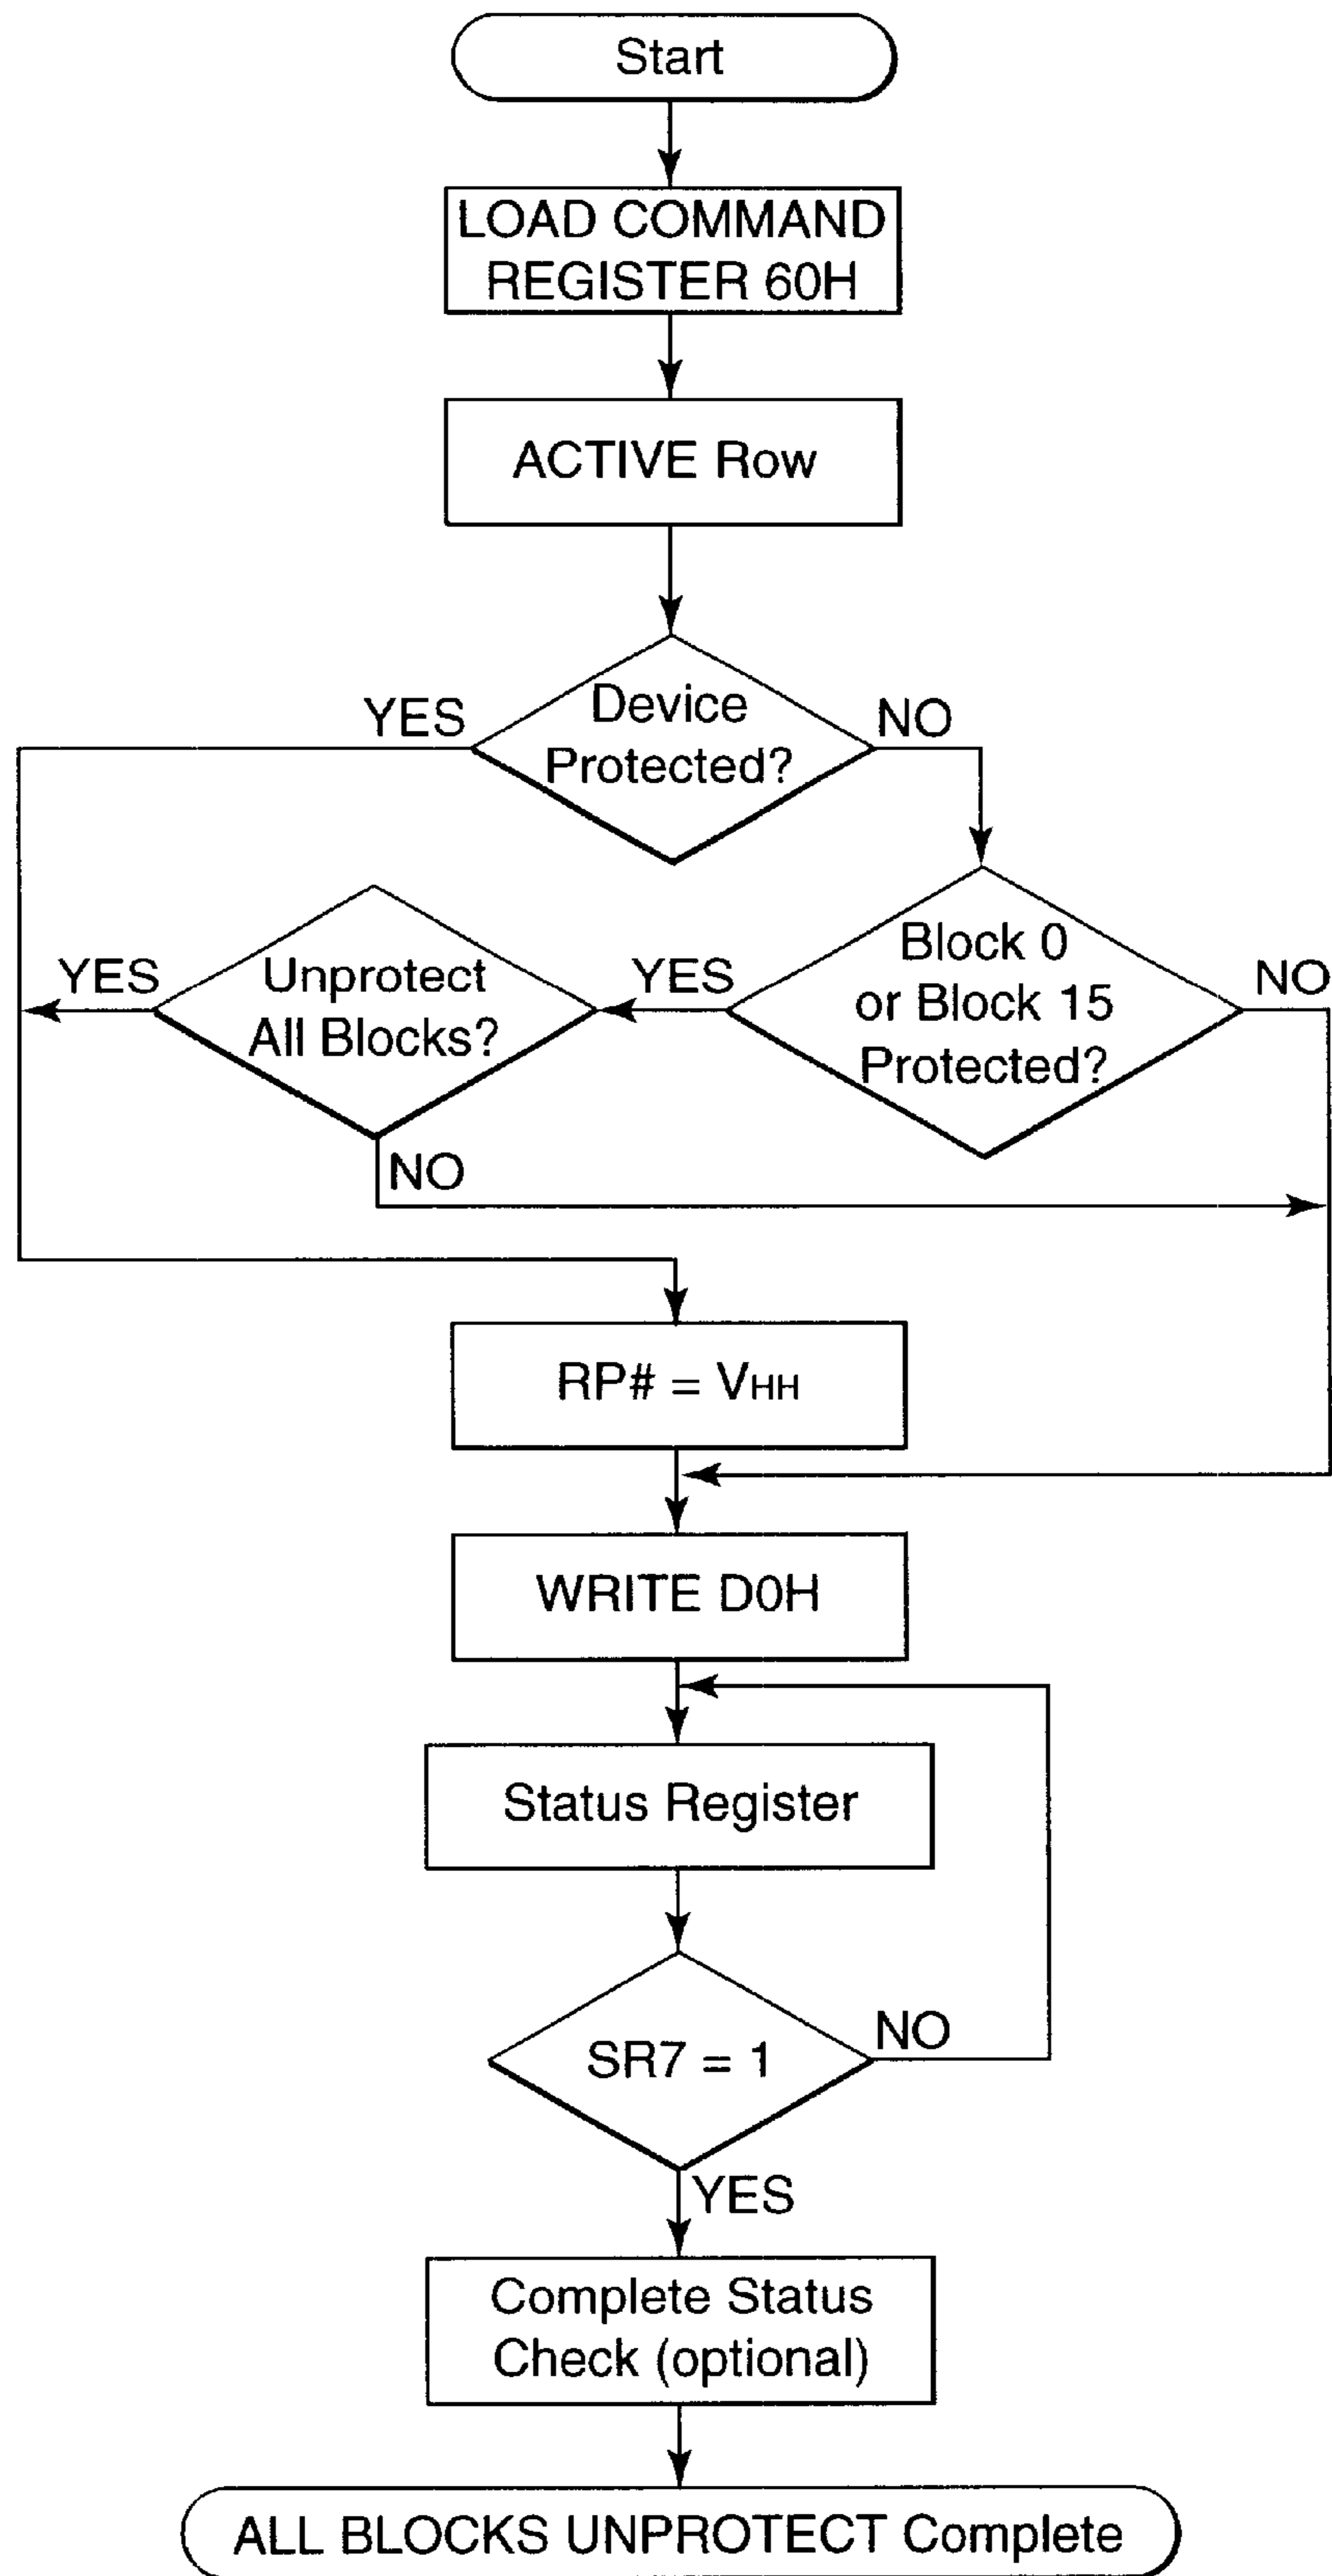 Start
LOAD COMMAND
REGISTER 60H
ACTIVE Row
Device
Protected?
YES
NO
Block 0
or Block 15
Protected?
YES
NO
Unprotect
All Blocks?
YES
NO
RP# = VHH
WRITE D0H
Status Register
SR7 = 1
NO
YES
Complete Status
Check (optional)
ALL BLOCKS UNPROTECT Complete